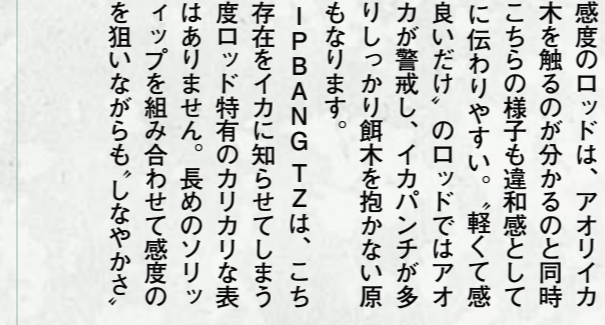 感度のロッドは、アオリイカ
木を触るのが分かるのと同時
こちらの様子も違和感として
に伝わりやすい。〝軽くて感
良いだけ〟のロッドではアオ
カが警戒し、イカパンチが多
りしっかり餌木を抱かない原
もなります。
IPBANG TZは、こち
存在をイカに知らせてしまう
度ロッド特有のカリカリな表
はありません。長めのソリッ
ィップを組み合わせて感度の
を狙いながらも〝しなやかさ〟